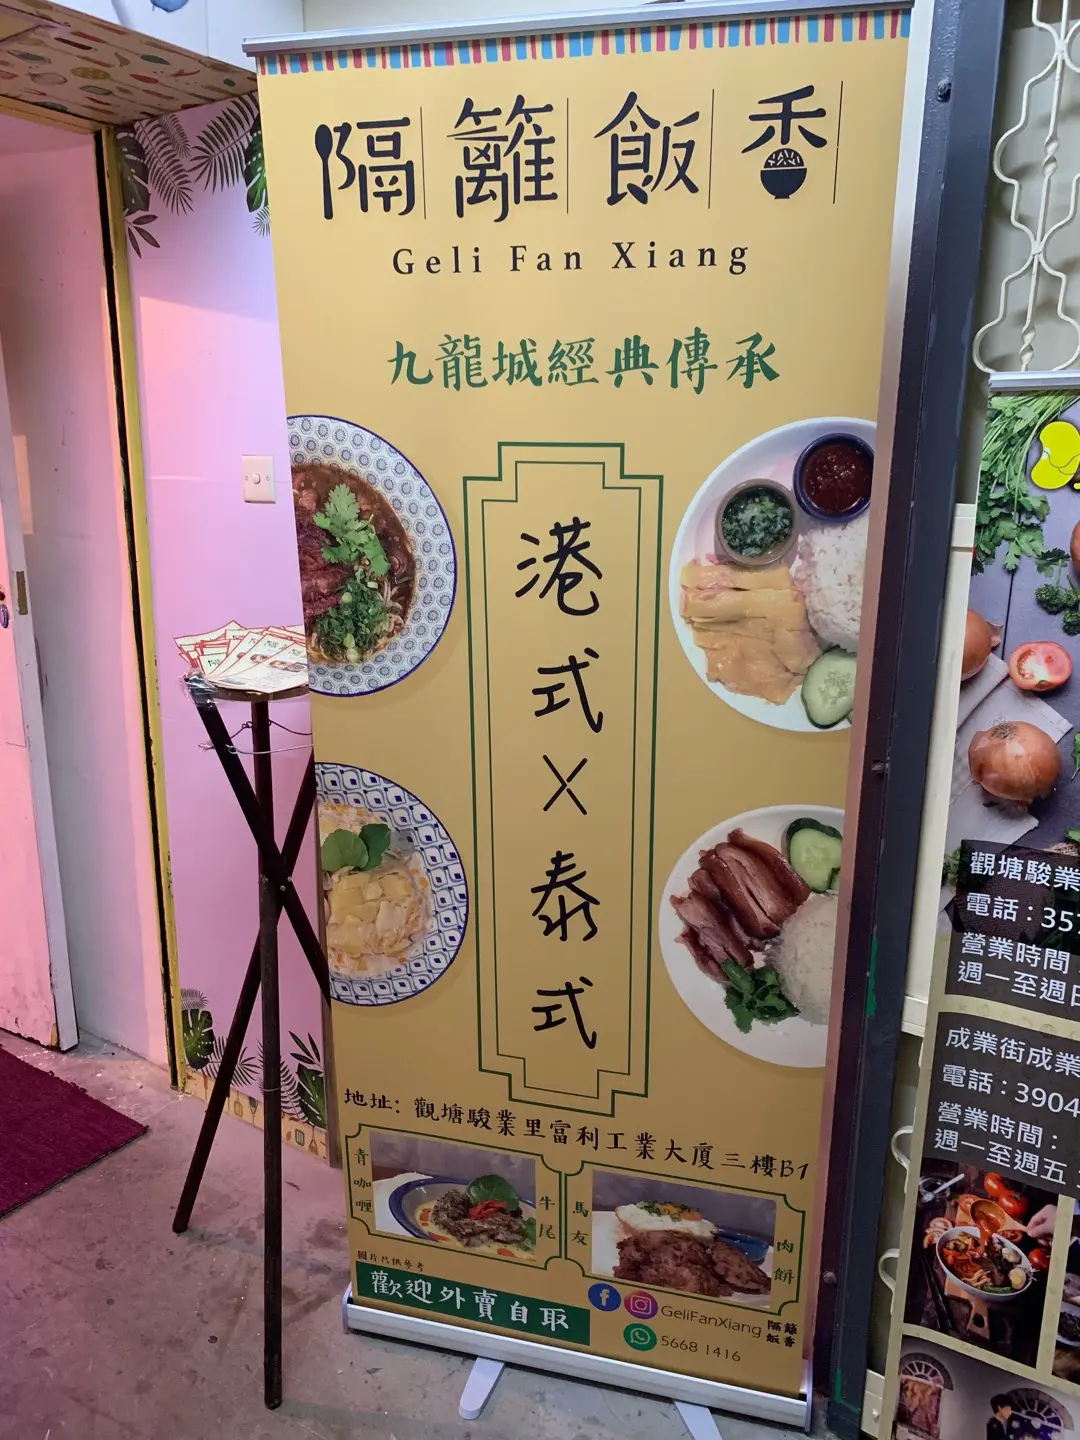 隔籬飯香
Geli Fan Xiang
九龍城經典傳承
港式X泰式
地址：觀塘駿業里富利工業大廈三樓B1
青咖喱
牛尾
馬友
肉餅
圖片只供參考
歡迎外賣自取
GeliFanXiang
隔籬飯香
5668 1416
觀塘駿業
電話：357
營業時間
週一至週日
成業街成業
電話：3904
營業時間：
週一至週五